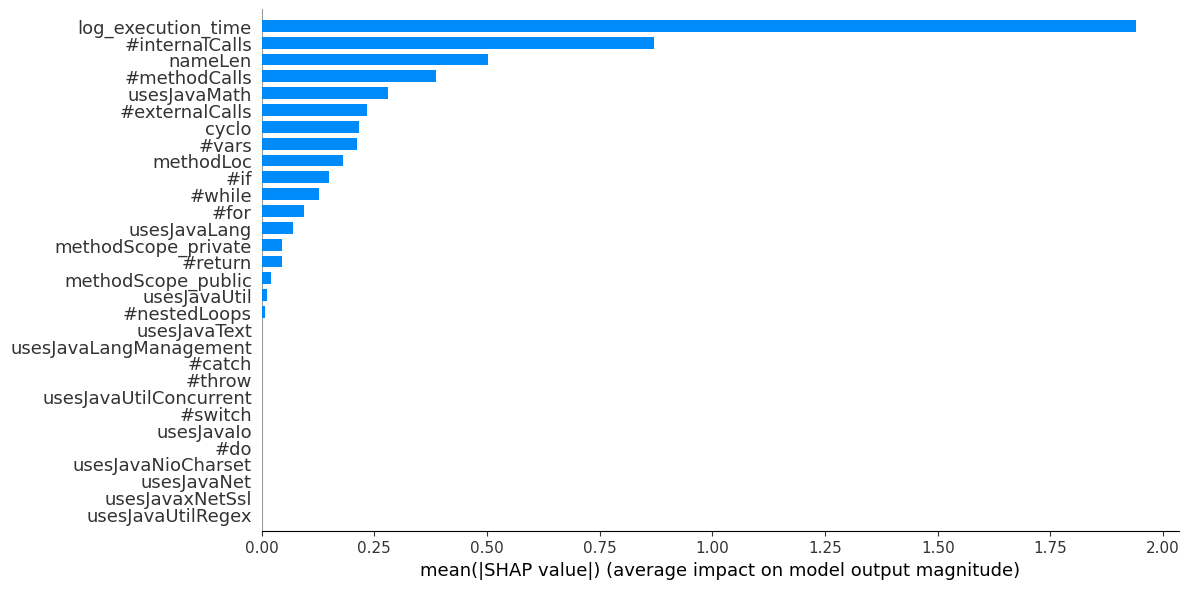 log_execution_time
#internalCalls
nameLen
#methodCalls
usesJavaMath
#externalCalls
cyclo
#vars
methodLoc
#if
#while
#for
usesJavaLang
methodScope_private
#return
methodScope_public
usesJavaUtil
#nestedLoops
usesJavaText
usesJavaLangManagement
#catch
#throw
usesJavaUtilConcurrent
#switch
usesJavaIo
#do
usesJavaNioCharset
usesJavaNet
usesJavaxNetSsl
usesJavaUtilRegex
0.00 0.25 0.50 0.75 1.00 1.25 1.50 1.75 2.00
mean(|SHAP value|) (average impact on model output magnitude)